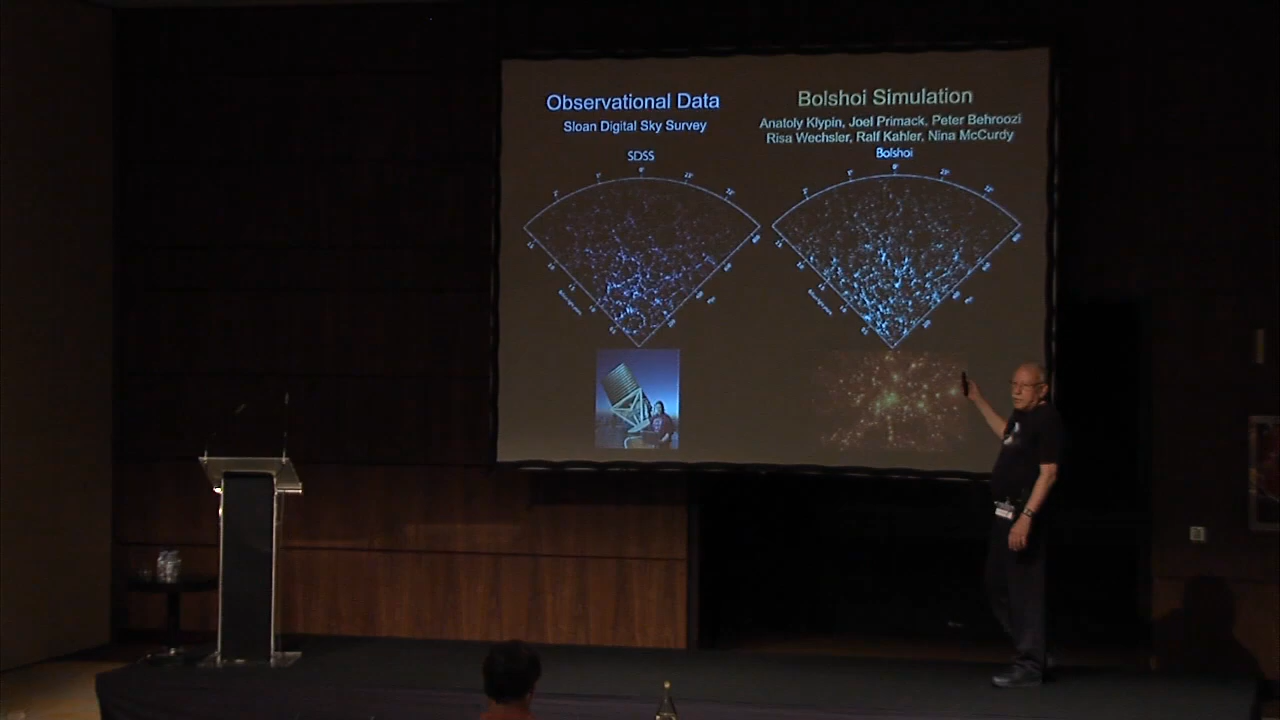 Observational Data
Sloan Digital Sky Survey
SDSS
Bolshoi Simulation
Anatoly Klypin, Joel Primack, Peter Behroozi
Risa Wechsler, Ralf Kahler, Nina McCurdy
Bolshoi